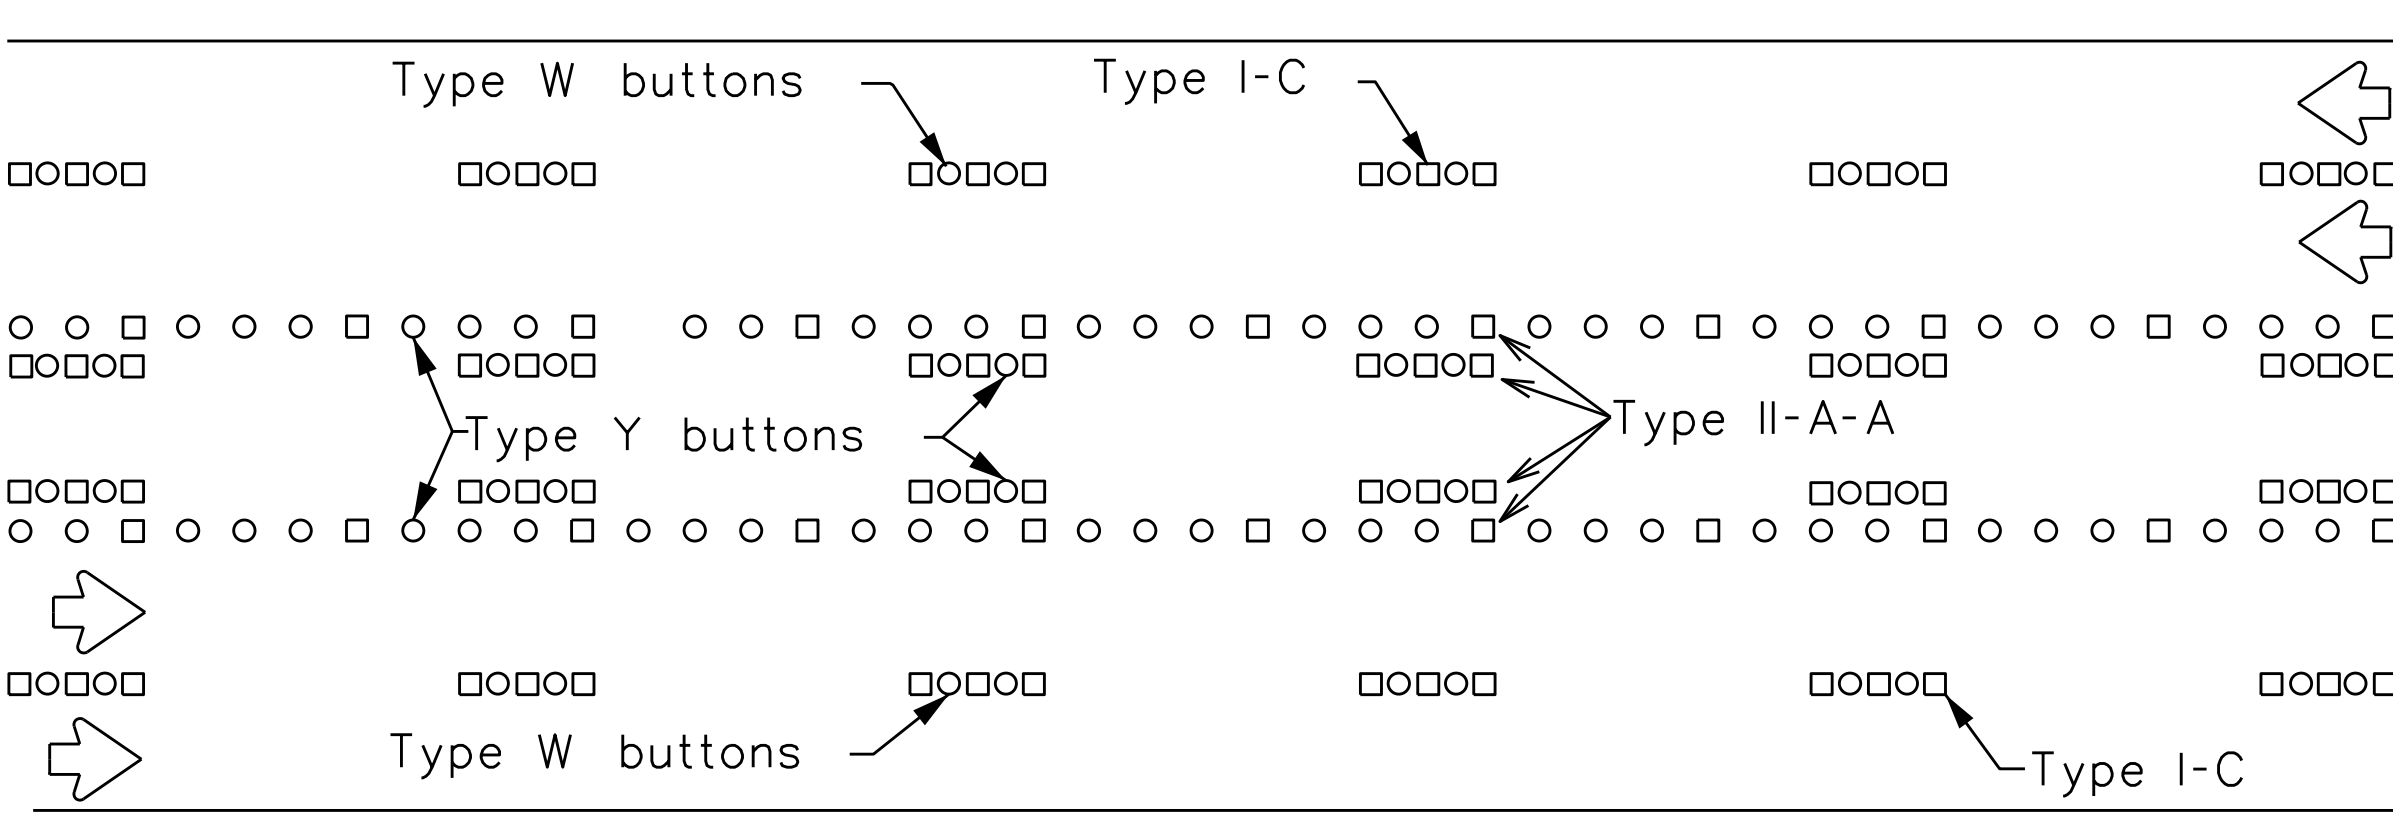 Type W buttons
Type I-C
Type Y buttons
Type II-A-A
Type W buttons
Type I-C